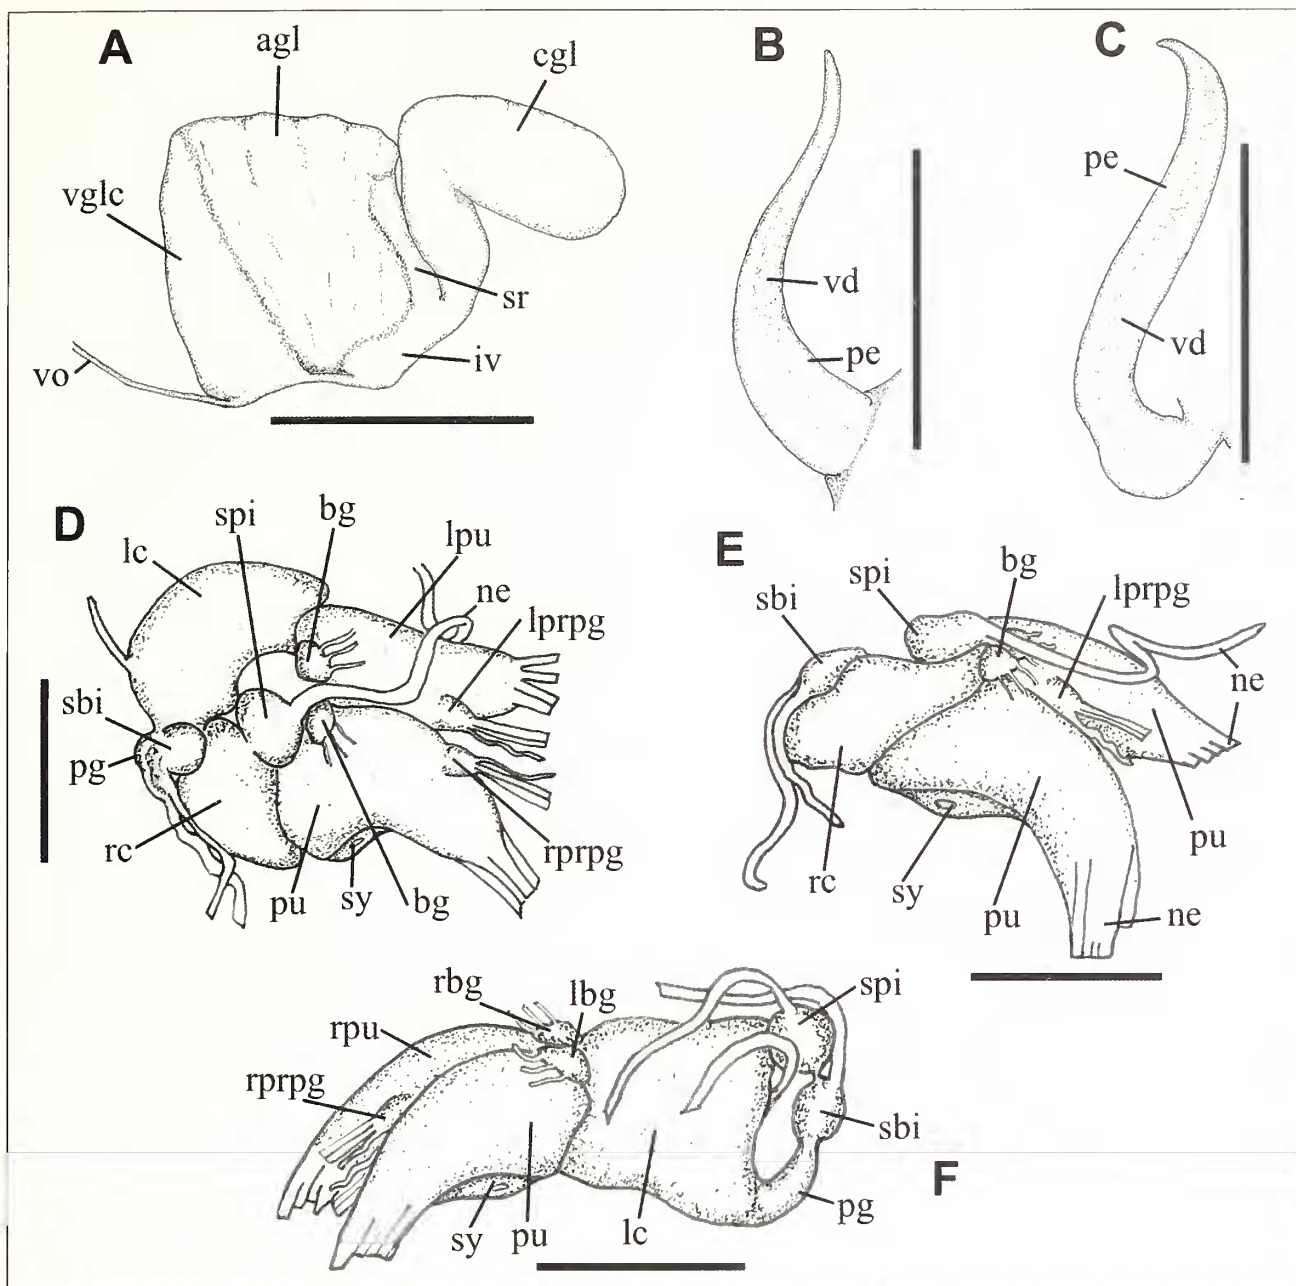 A
agl
cgl
vglc
sr
iv
vo
B
vd
pe
C
pe
vd
D
lc
spi
bg
lpu
ne
lprpg
sbi
pg
rc
pu
sy
bg
rprpg
E
sbi
spi
bg
lprpg
ne
pu
rc
sy
pu
ne
F
rbg
lbg
spi
rpu
rprpg
sbi
pg
sy
pu
lc